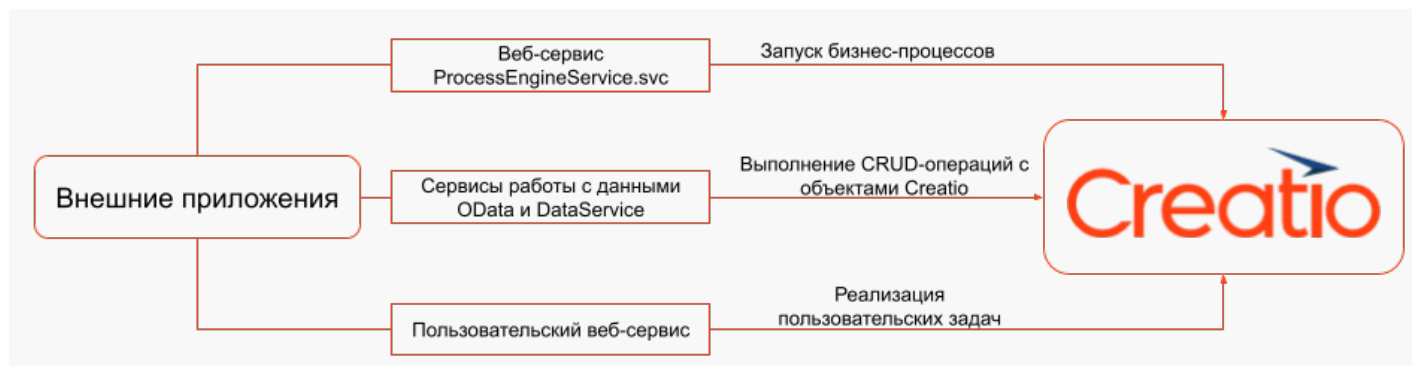 Веб-сервис
ProcessEngineService.svc
Запуск бизнес-процессов
Внешние приложения
Сервисы работы с данными
OData и DataService
Выполнение CRUD-операций с
объектами Creatio
Creatio
Пользовательский веб-сервис
Реализация
пользовательских задач